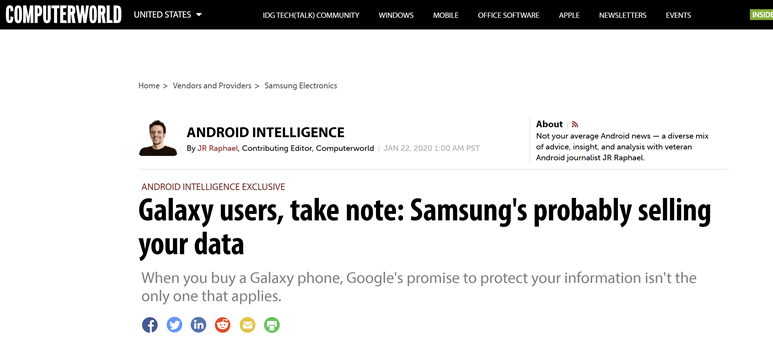 COMPUTERWORLD UNITED STATES IDG TECH(TALK) COMMUNITY WINDOWS MOBILE OFFICE SOFTWARE APPLE NEWSLETTERS EVENTS INSIDE
Home > Vendors and Providers > Samsung Electronics
ANDROID INTELLIGENCE
By JR Raphael, Contributing Editor, Computerworld | JAN 22, 2020 1:00 AM PST
About |
Not your average Android news — a diverse mix
of advice, insight, and analysis with veteran
Android journalist JR Raphael.
ANDROID INTELLIGENCE EXCLUSIVE
Galaxy users, take note: Samsung's probably selling
your data
When you buy a Galaxy phone, Google's promise to protect your information isn't the
only one that applies.